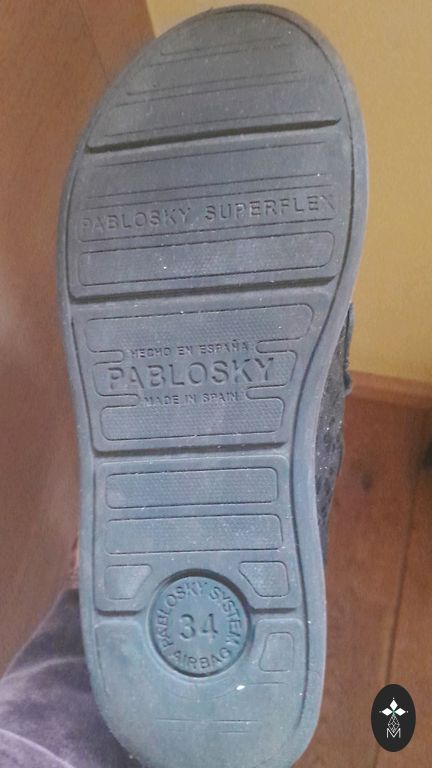 PABLOSKY SUPERFLEX
HECHO EN ESPAÑA
PABLOSKY
MADE IN SPAIN
PABLOSKY SYSTEM
34
AIRBAG